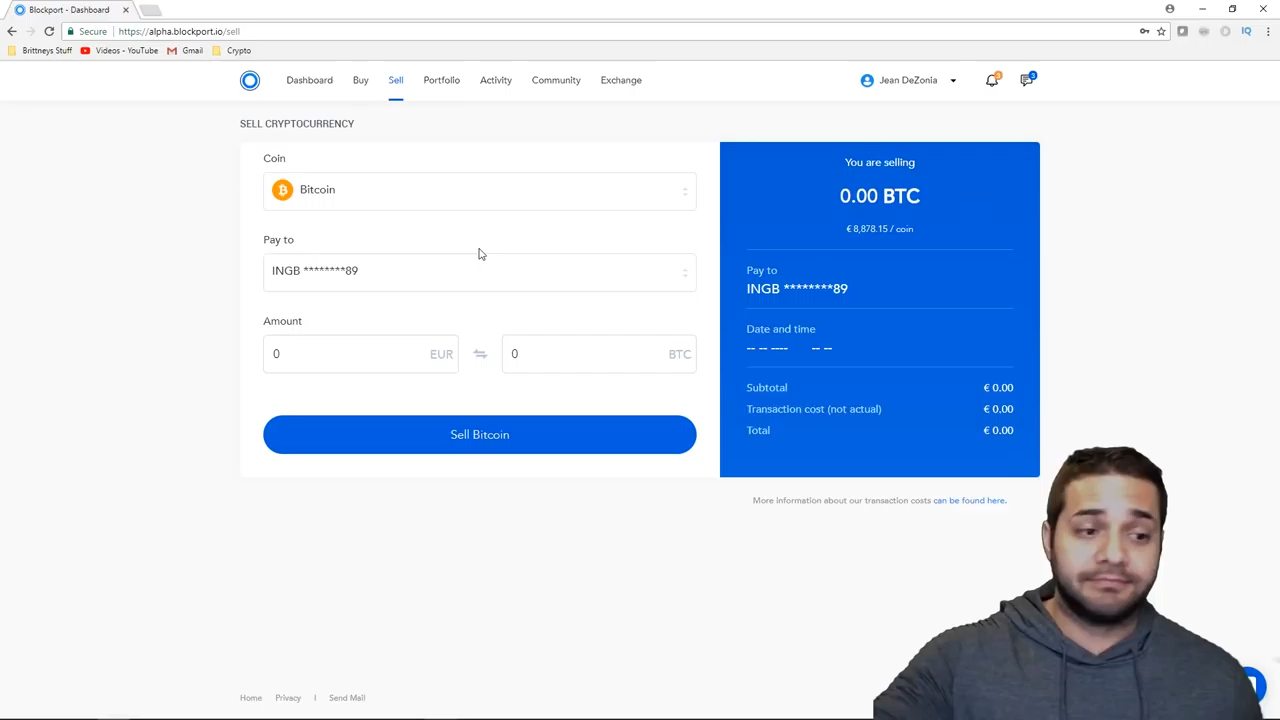 Blockport - Dashboard
Secure
https://alpha.blockport.io/sell
Brittneys Stuff
Videos - YouTube
Gmail
Crypto
IQ
Dashboard
Buy
Sell
Portfolio
Activity
Community
Exchange
Jean DeZonia
3
3
SELL CRYPTOCURRENCY
Coin
Bitcoin
Pay to
INGB ********89
Amount
0 EUR
0 BTC
Sell Bitcoin
You are selling
0.00 BTC
€ 8,878.15 / coin
Pay to
INGB ********89
Date and time
-- -- ---- -- --
Subtotal € 0.00
Transaction cost (not actual) € 0.00
Total € 0.00
More information about our transaction costs can be found here.
Home
Privacy
|
Send Mail